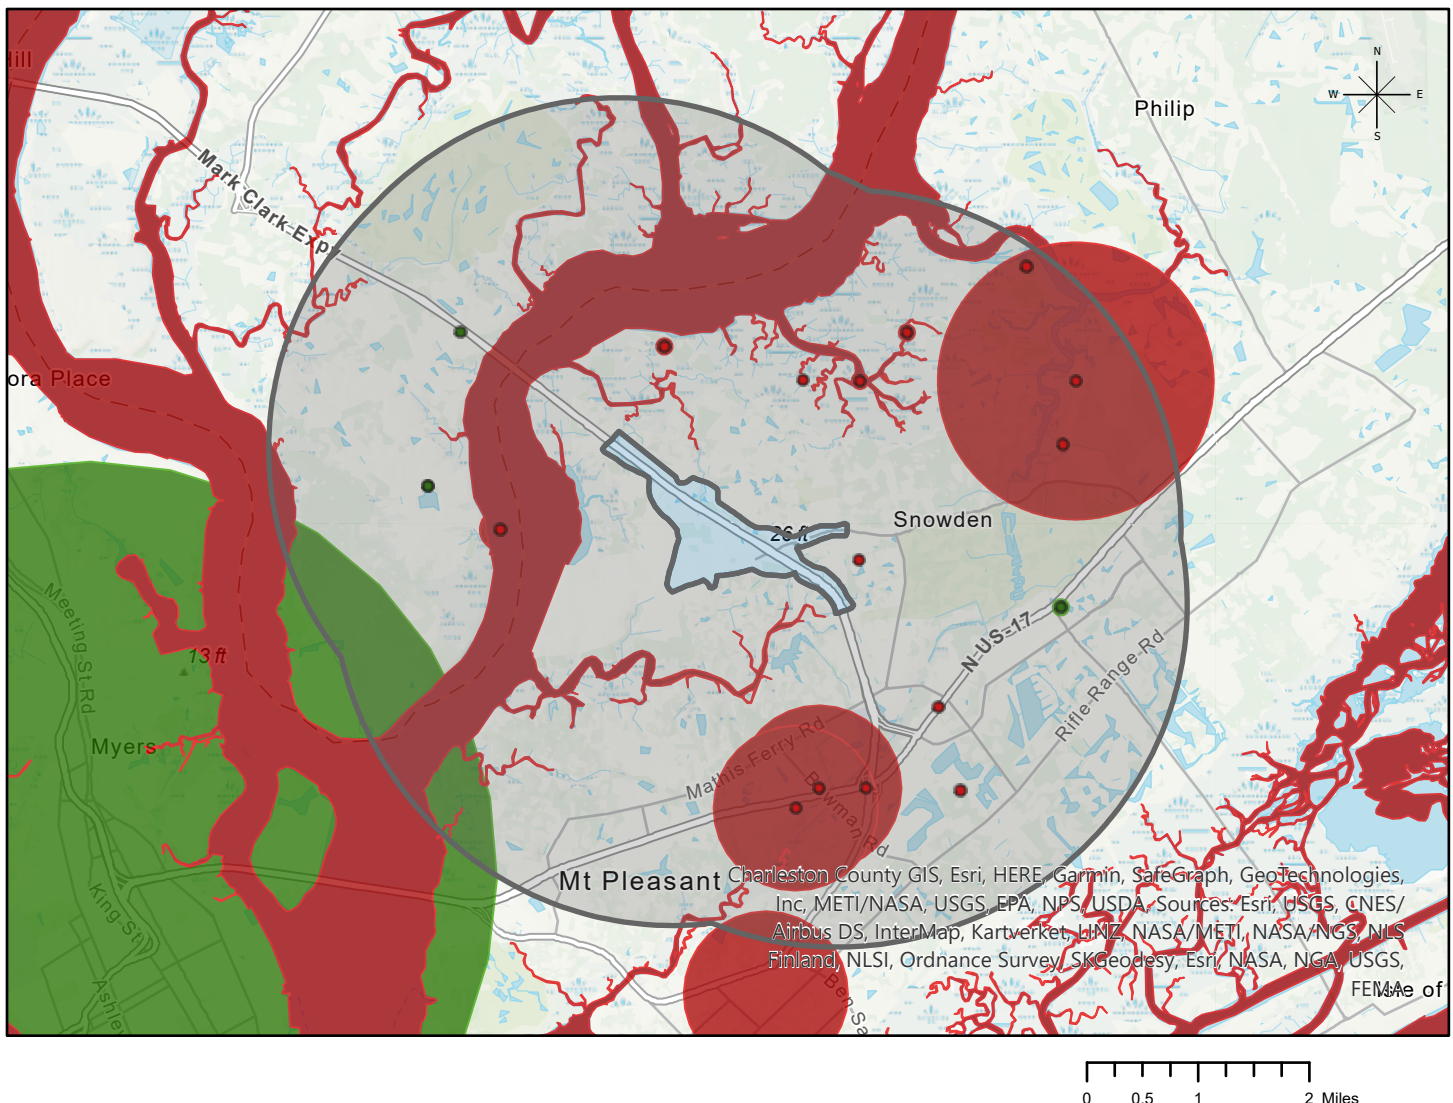 Hill
N
W E
S
Philip
Mark Clark Expy
ora Place
26 ft
Snowden
N US-17
Rifle Range Rd
Meeting St Rd
13 ft
Myers
Mathis Ferry Rd
Bowman Rd
Mt Pleasant
King St
Charleston County GIS, Esri, HERE, Garmin, SafeGraph, GeoTechnologies,
Inc, METI/NASA, USGS, EPA, NPS, USDA, Sources: Esri, USGS, CNES/
Airbus DS, InterMap, Kartverket, LINZ, NASA/METI, NASA/NGS, NLS
Finland, NLSI, Ordnance Survey, SKGeodesy, Esri, NASA, NGA, USGS,
FEMA
of
Ashley
Ben Sa
0 0.5 1 2 Miles